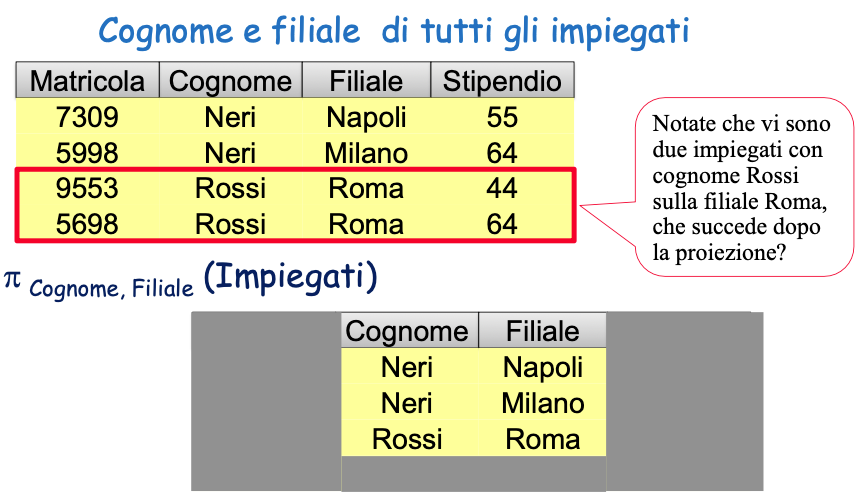 Cognome e filiale di tutti gli impiegati
Matricola Cognome Filiale Stipendio
7309 Neri Napoli 55
5998 Neri Milano 64
9553 Rossi Roma 44
5698 Rossi Roma 64
Notate che vi sono
due impiegati con
cognome Rossi
sulla filiale Roma,
che succede dopo
la proiezione?
π Cognome, Filiale (Impiegati)
Cognome Filiale
Neri Napoli
Neri Milano
Rossi Roma